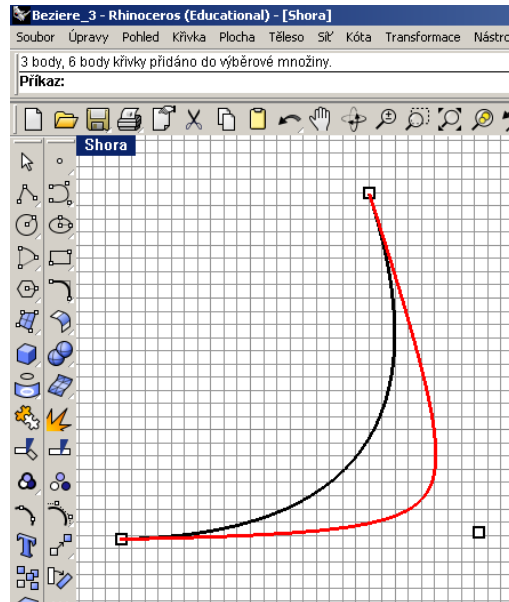 Beziere_3 - Rhinoceros (Educational) - [Shora]
Soubor Úpravy Pohled Křivka Plocha Těleso Síť Kóta Transformace Nástro
3 body, 6 body křivky přidáno do výběrové množiny.
Příkaz:
Shora